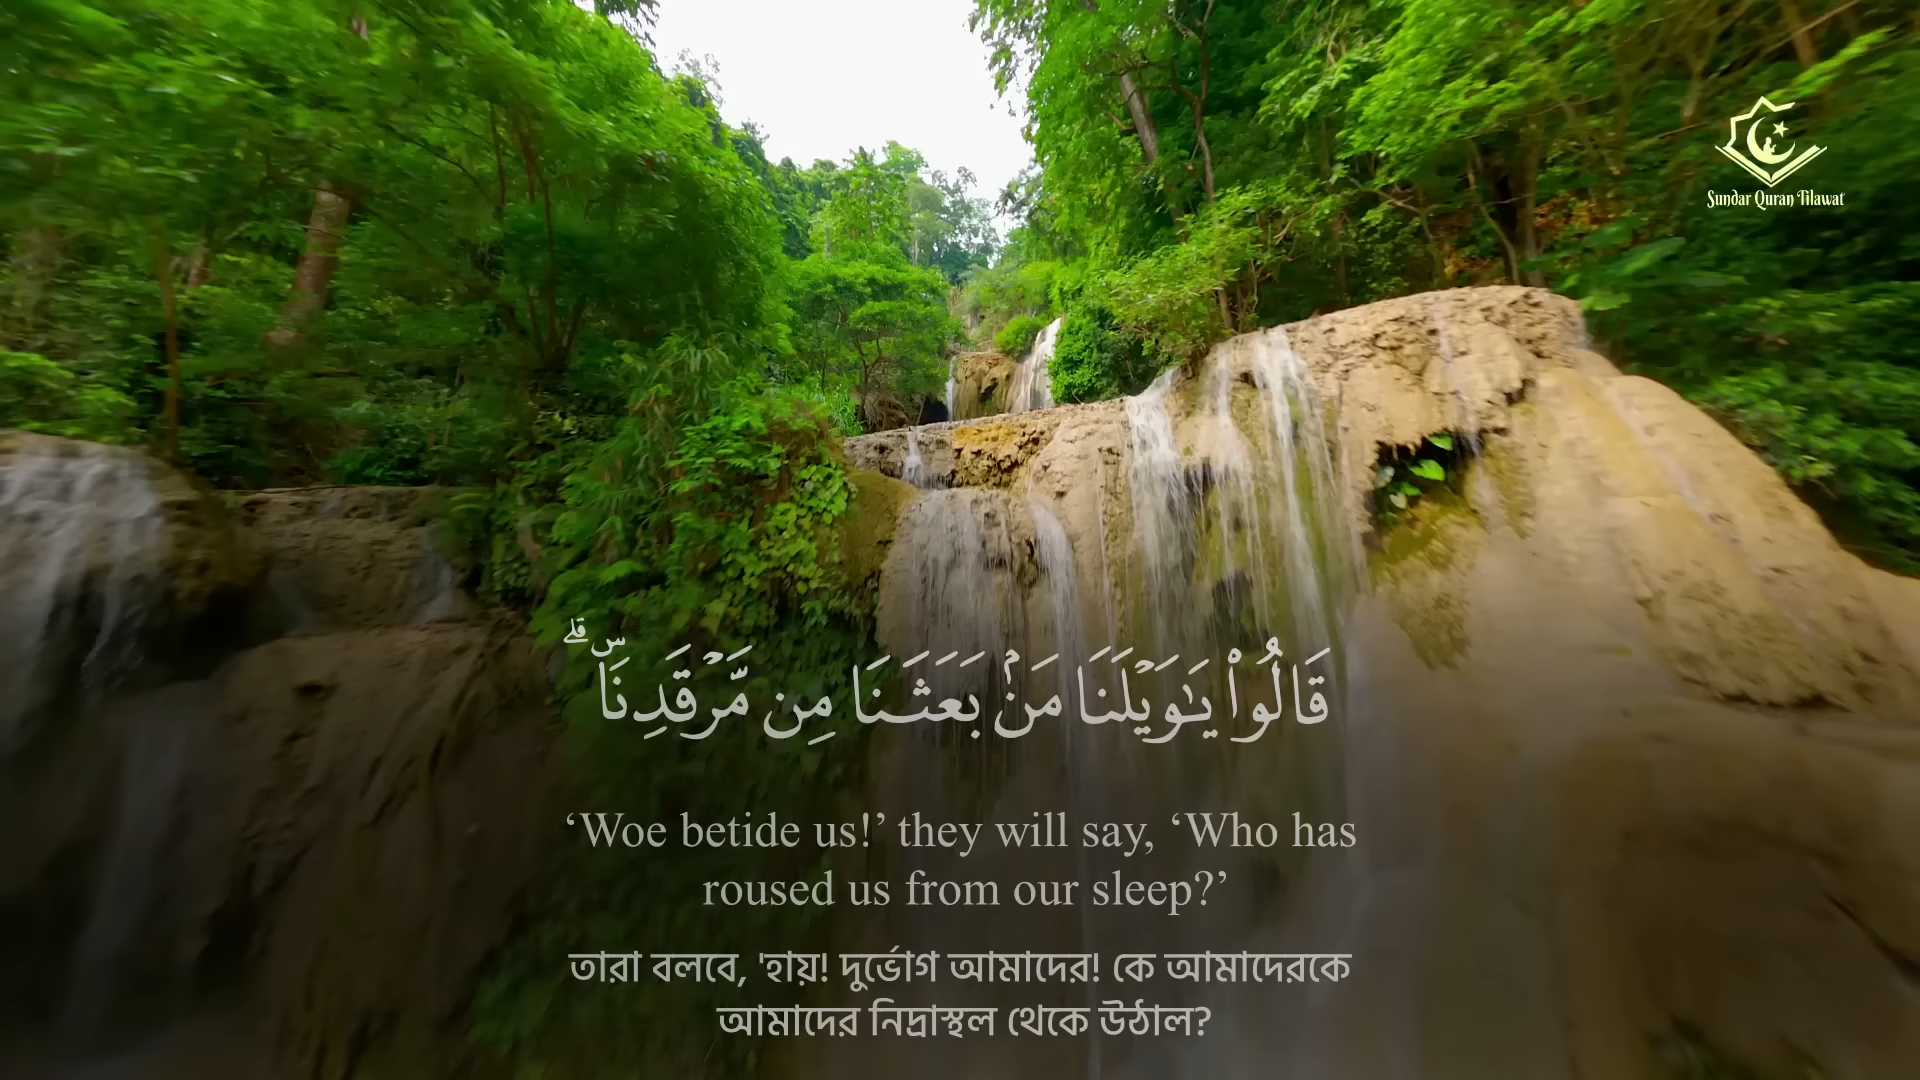 Sundar Quran Tilawat
قَالُوا۟ يَـٰوَيْلَنَا مَنۢ بَعَثَنَا مِن مَّرْقَدِنَا ۜ ۗ
‘Woe betide us!’ they will say, ‘Who has
roused us from our sleep?’
তারা বলবে, 'হায়! দুর্ভোগ আমাদের! কে আমাদেরকে
আমাদের নিদ্রাস্থল থেকে উঠাল?